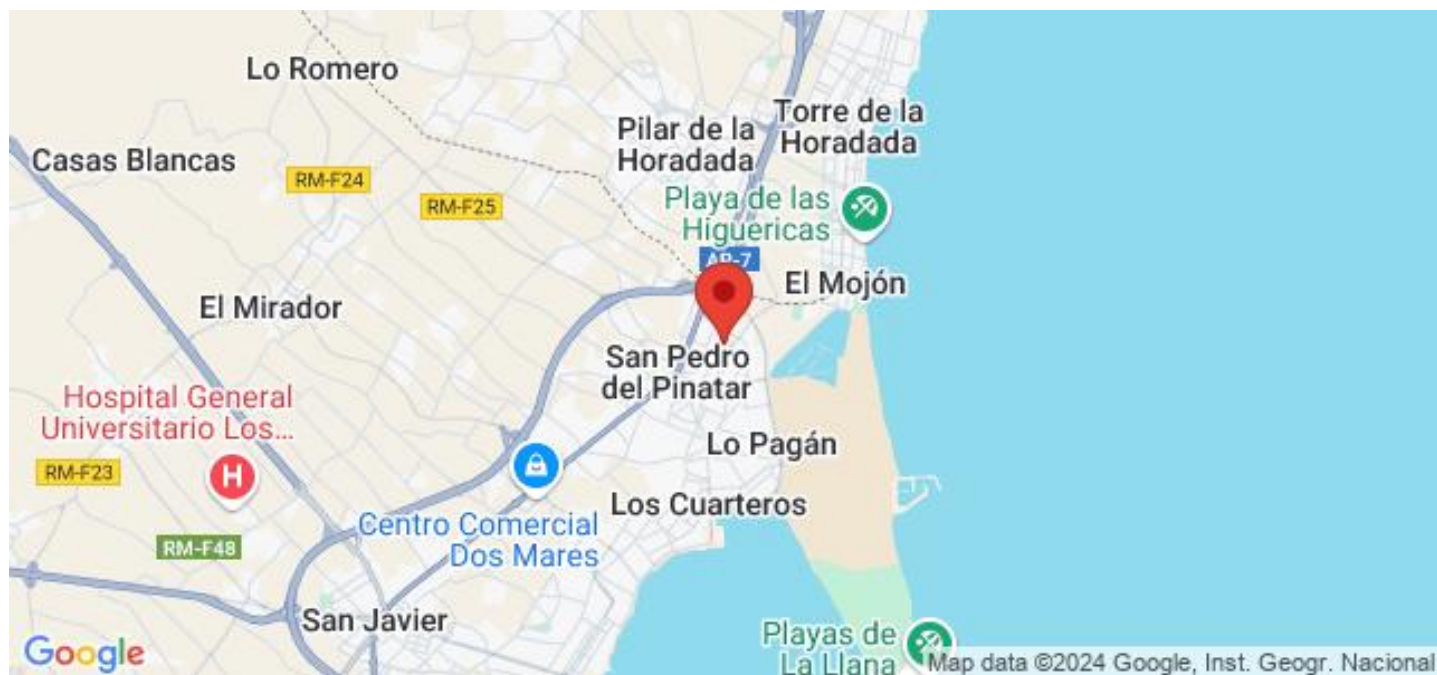 Lo Romero
Casas Blancas
RM-F24
RM-F25
Pilar de la
Horadada
Torre de la
Horadada
Playa de las
Higuericas
AP-7
El Mojón
El Mirador
San Pedro
del Pinatar
Hospital General
Universitario Los...
RM-F23
H
Lo Pagán
Los Cuarteros
Centro Comercial
Dos Mares
RM-F48
San Javier
Playas de
La Llana
Google
Map data ©2024 Google, Inst. Geogr. Nacional